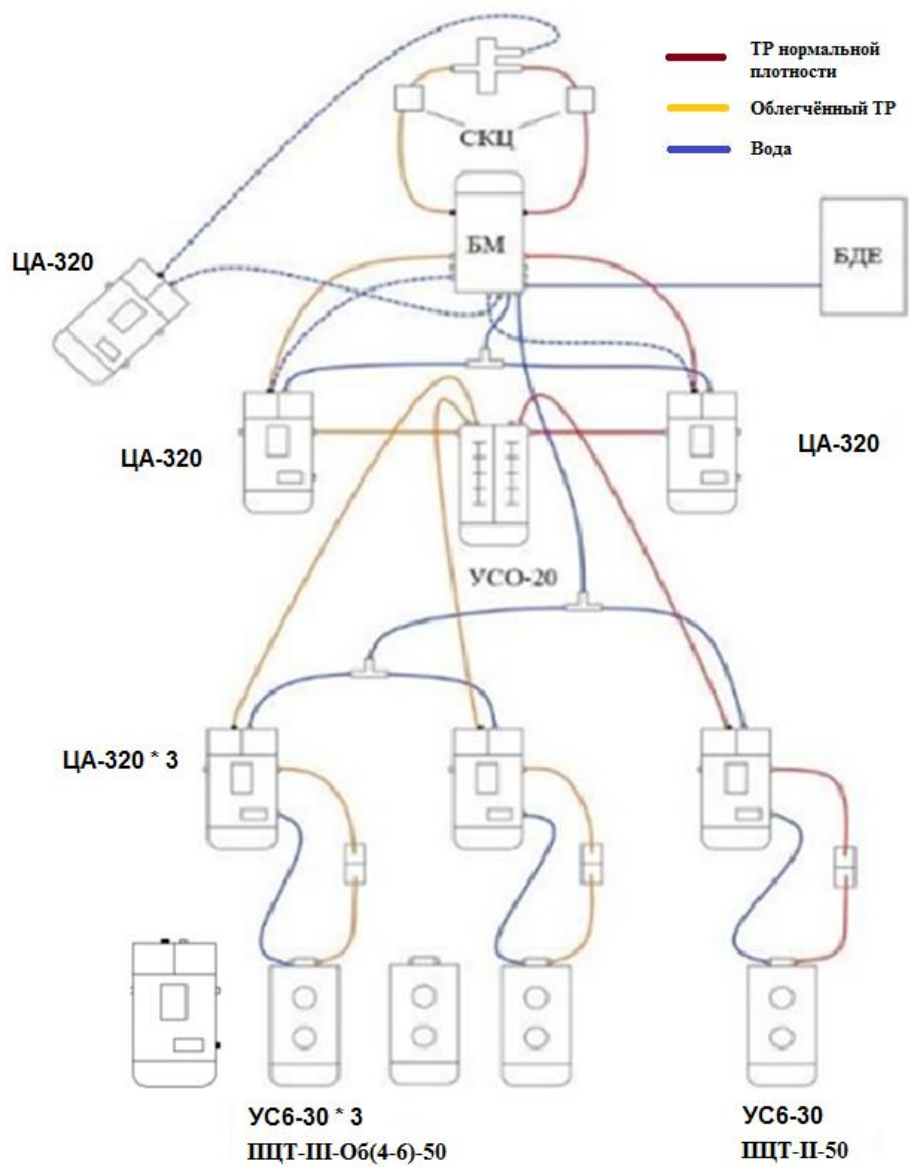 ТР нормальной
плотности
Облегчённый ТР
Вода
СКЦ
БМ
БДЕ
ЦА-320
ЦА-320
ЦА-320
УСО-20
ЦА-320 * 3
УС6-30 * 3
ПЦТ-III-Об(4-6)-50
УС6-30
ПЦТ-II-50